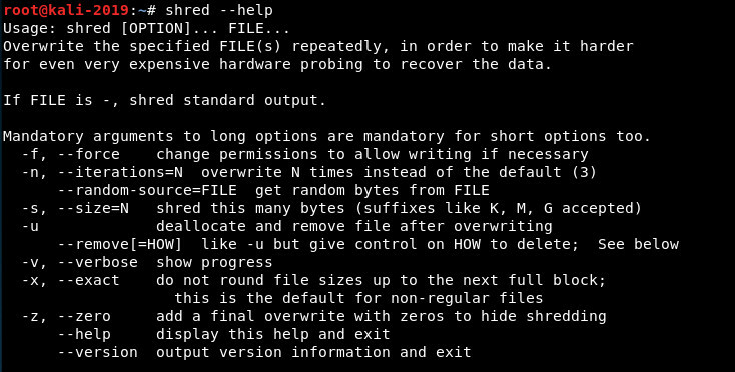 root@kali-2019:~# shred --help
Usage: shred [OPTION]... FILE...
Overwrite the specified FILE(s) repeatedly, in order to make it harder
for even very expensive hardware probing to recover the data.

If FILE is -, shred standard output.

Mandatory arguments to long options are mandatory for short options too.
  -f, --force    change permissions to allow writing if necessary
  -n, --iterations=N  overwrite N times instead of the default (3)
      --random-source=FILE  get random bytes from FILE
  -s, --size=N   shred this many bytes (suffixes like K, M, G accepted)
  -u             deallocate and remove file after overwriting
      --remove[=HOW]  like -u but give control on HOW to delete;  See below
  -v, --verbose  show progress
  -x, --exact    do not round file sizes up to the next full block;
                   this is the default for non-regular files
  -z, --zero     add a final overwrite with zeros to hide shredding
      --help     display this help and exit
      --version  output version information and exit